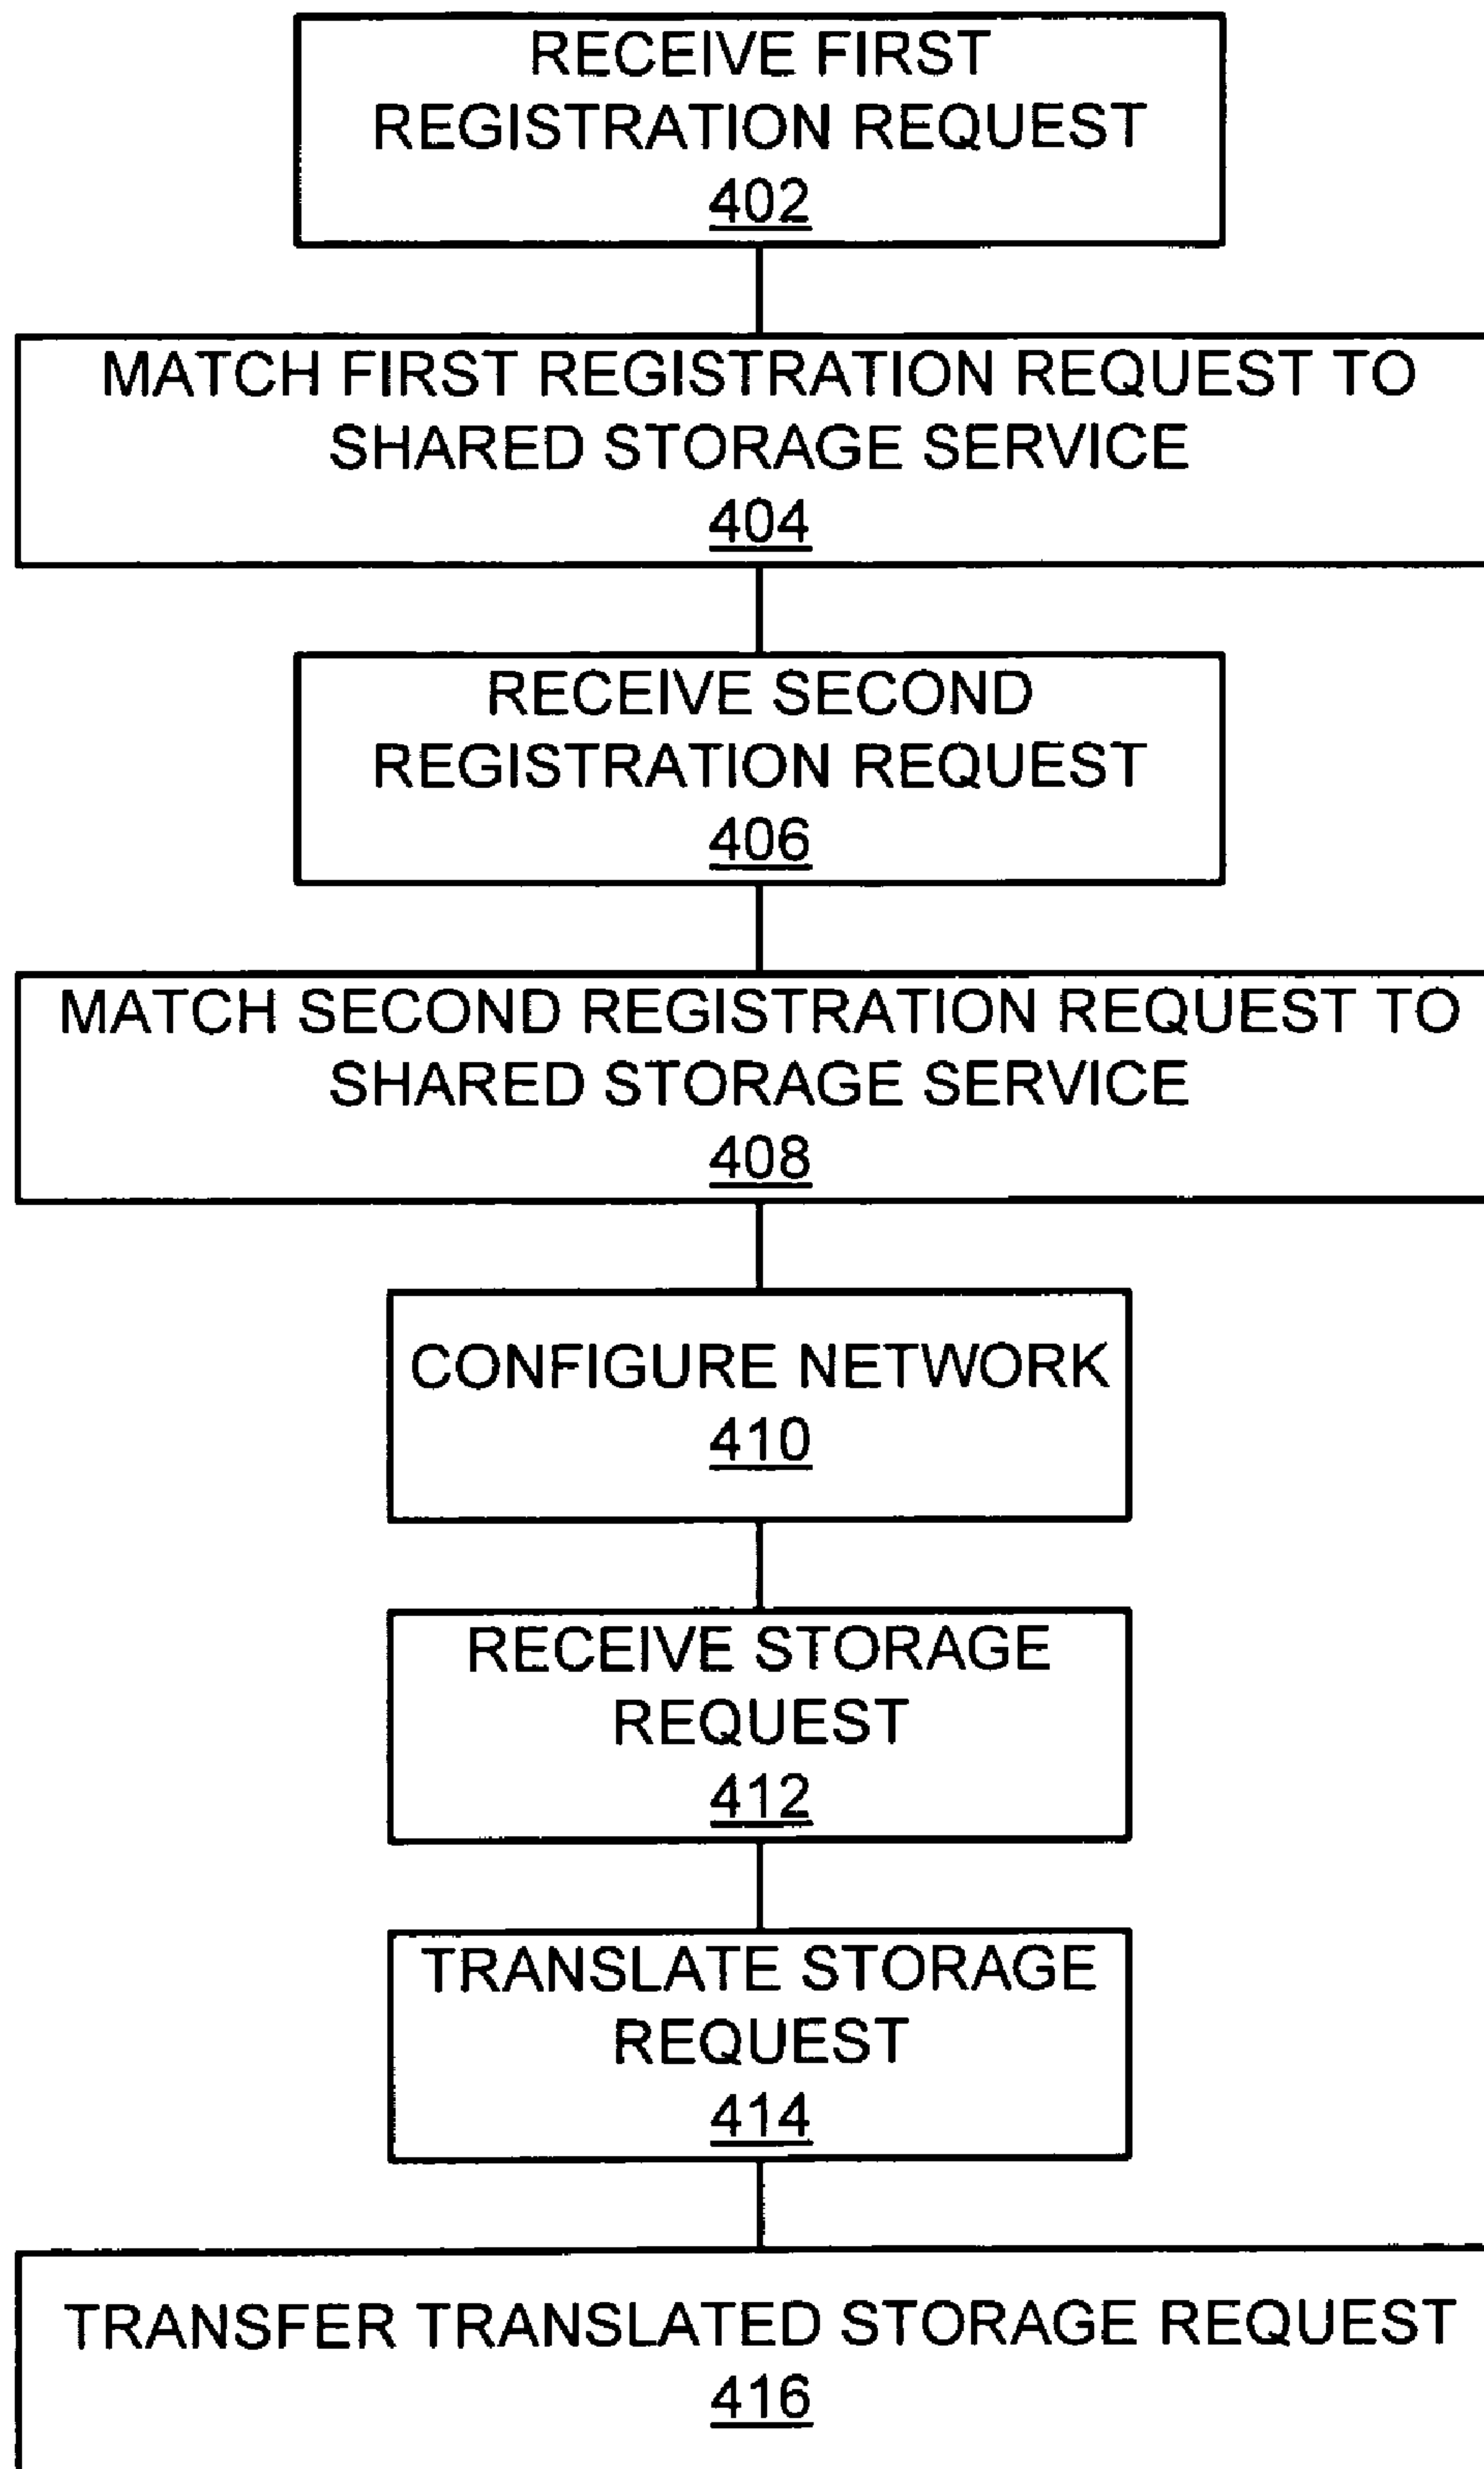 RECEIVE FIRST
REGISTRATION REQUEST
402
MATCH FIRST REGISTRATION REQUEST TO
SHARED STORAGE SERVICE
404
RECEIVE SECOND
REGISTRATION REQUEST
406
MATCH SECOND REGISTRATION REQUEST TO
SHARED STORAGE SERVICE
408
CONFIGURE NETWORK
410
RECEIVE STORAGE
REQUEST
412
TRANSLATE STORAGE
REQUEST
414
TRANSFER TRANSLATED STORAGE REQUEST
416